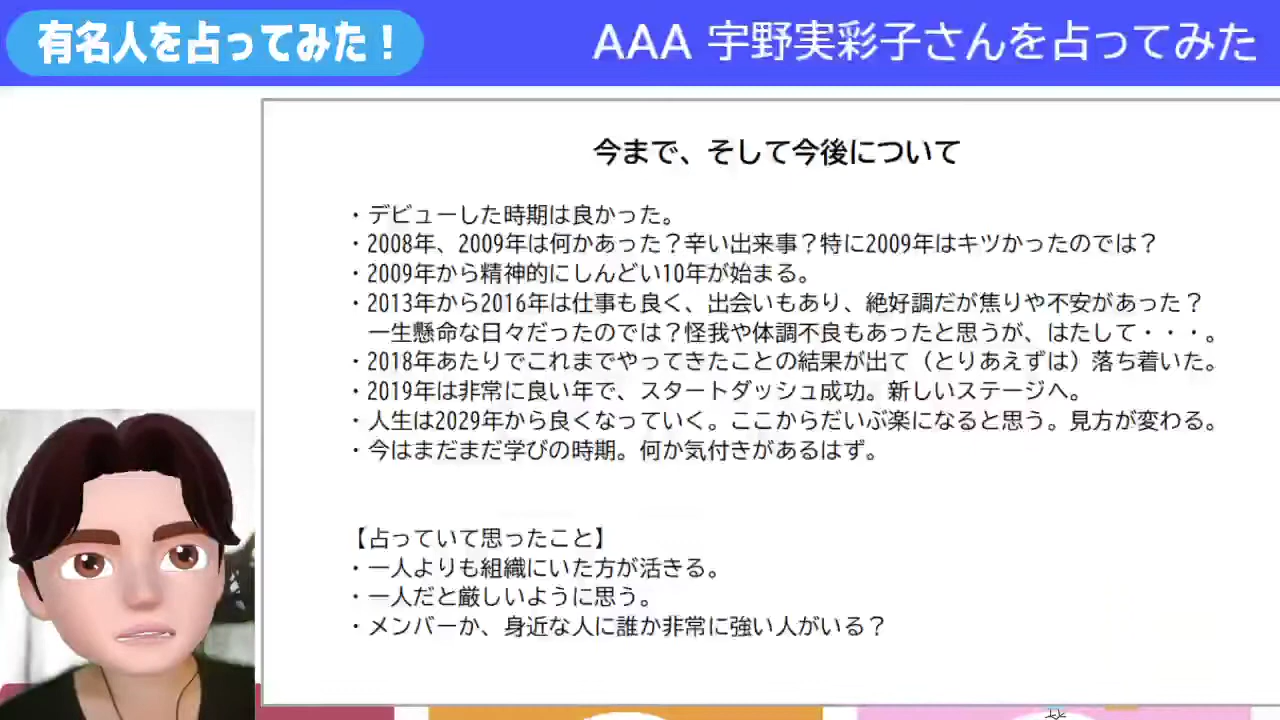 有名人を占ってみた！
AAA 宇野実彩子さんを占ってみた
今まで、そして今後について
・デビューした時期は良かった。
・2008年、2009年は何かあった？辛い出来事？特に2009年はキツかったのでは？
・2009年から精神的にしんどい10年が始まる。
・2013年から2016年は仕事も良く、出会いもあり、絶好調だが焦りや不安があった？
一生懸命な日々だったのでは？怪我や体調不良もあったと思うが、はたして・・・。
・2018年あたりでこれまでやってきたことの結果が出て（とりあえずは）落ち着いた。
・2019年は非常に良い年で、スタートダッシュ成功。新しいステージへ。
・人生は2029年から良くなっていく。ここからだいぶ楽になると思う。見方が変わる。
・今はまだまだ学びの時期。何か気付きがあるはず。
【占っていて思ったこと】
・一人よりも組織にいた方が活きる。
・一人だと厳しいように思う。
・メンバーか、身近な人に誰か非常に強い人がいる？